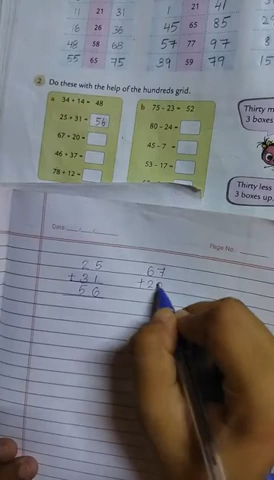 11 21 31
16 26 36
48 58 68
55 65 75
1 21 41
45 65 85
57 77 97
39 59 79
2 Do these with the help of the hundreds grid.
a 34 + 14 = 48
25 + 31 = 56
67 + 20 =
46 + 37 =
78 + 12 =
b 75 - 23 = 52
80 - 24 =
45 - 7 =
53 - 17 =
Thirty m
3 boxes
Thirty less
3 boxes up.
Date
Page No.
25 67
+31 +2
56